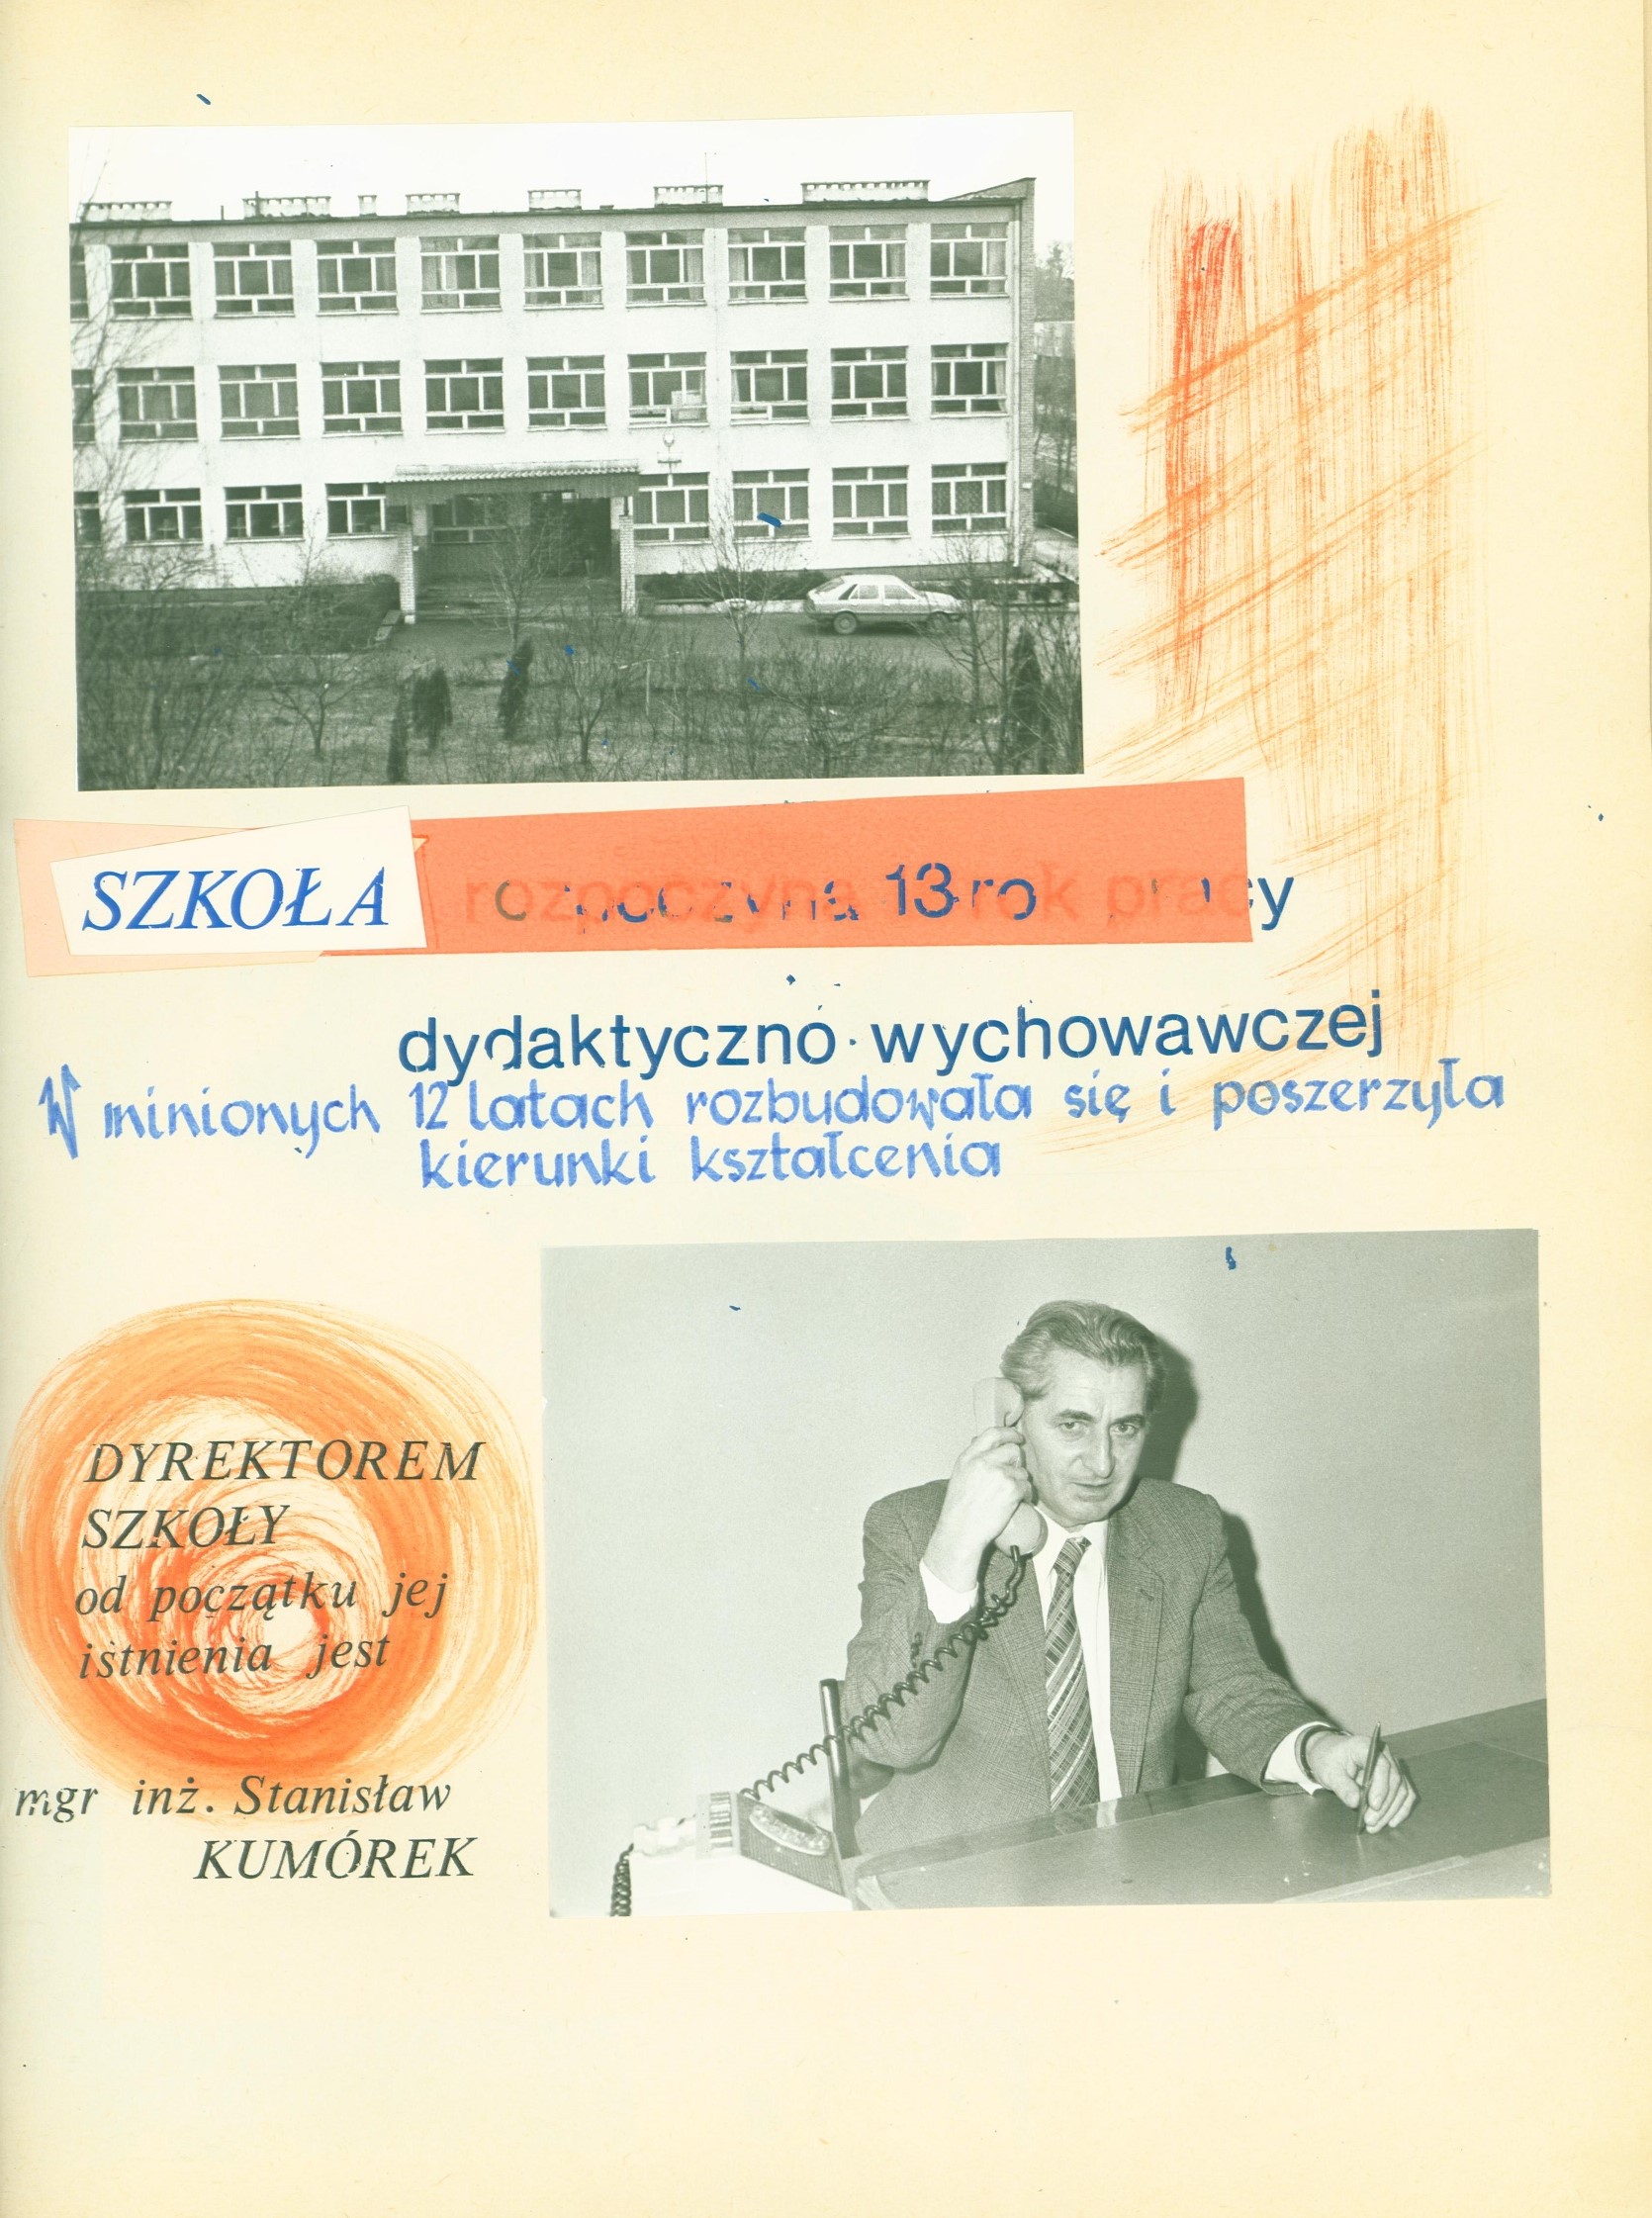 SZKOŁA rozpoczyna 13 rok pracy
dydaktyczno-wychowawczej
W minionych 12 latach rozbudowała się i poszerzyła
kierunki kształcenia
DYREKTOREM
SZKOŁY
od początku jej
istnienia jest
mgr inż. Stanisław
KUMÓREK